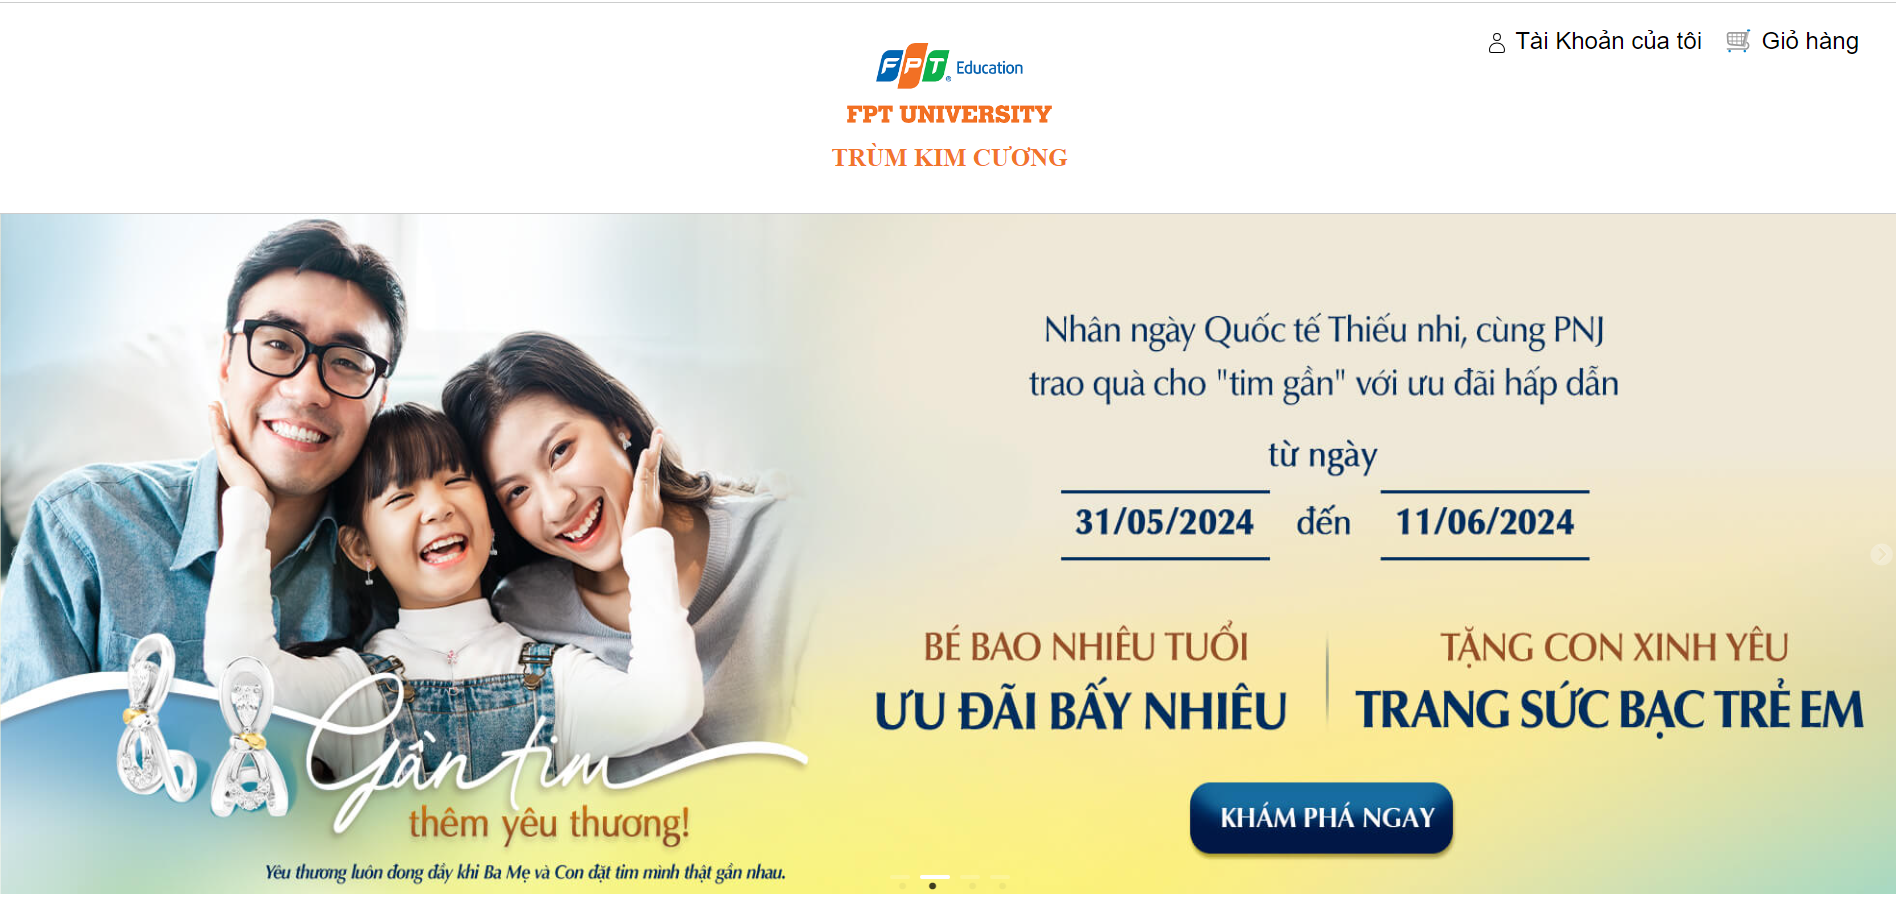 Tài Khoản của tôi Giỏ hàng
FPT Education
FPT UNIVERSITY
TRÙM KIM CƯƠNG
Nhân ngày Quốc tế Thiếu nhi, cùng PNJ
trao quà cho "tim gần" với ưu đãi hấp dẫn
từ ngày
31/05/2024 đến 11/06/2024
BÉ BAO NHIÊU TUỔI
ƯU ĐÃI BẤY NHIÊU
TẶNG CON XINH YÊU
TRANG SỨC BẠC TRẺ EM
KHÁM PHÁ NGAY
Gần tim
thêm yêu thương!
Yêu thương luôn đong đầy khi Ba Mẹ và Con đặt tim mình thật gần nhau.